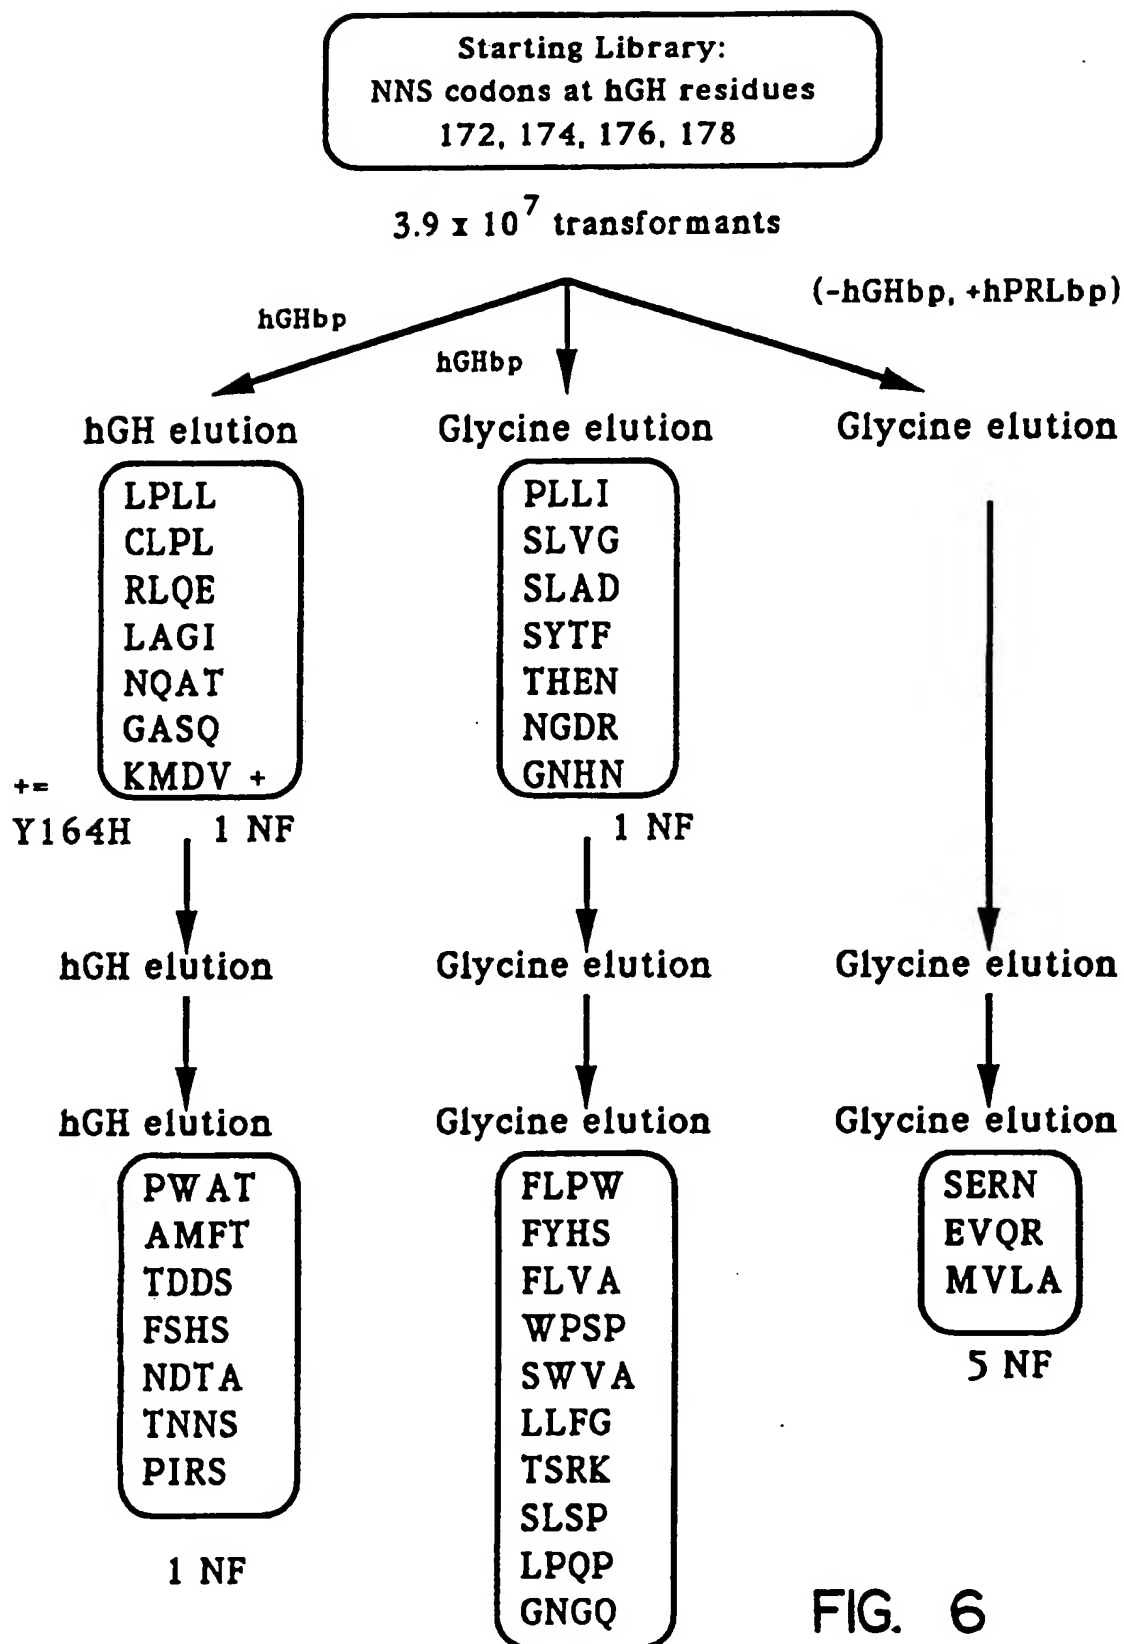 Starting Library:
NNS codons at hGH residues
172, 174, 176, 178
3.9 x 10^7 transformants
(-hGHbp, +hPRLbp)
hGHbp
hGHbp
hGH elution
LPLL
CLPL
RLQE
LAGI
NQAT
GASQ
KMDV +
+=
Y164H
1 NF
Glycine elution
PLLI
SLVG
SLAD
SYTF
THEN
NGDR
GNHN
1 NF
Glycine elution
hGH elution
Glycine elution
Glycine elution
hGH elution
PWAT
AMFT
TDDS
FSHS
NDTA
TNNS
PIRS
1 NF
Glycine elution
FLPW
FYHS
FLVA
WPSP
SWVA
LLFG
TSRK
SLSP
LPQP
GNGQ
Glycine elution
SERN
EVQR
MVLA
5 NF
FIG. 6